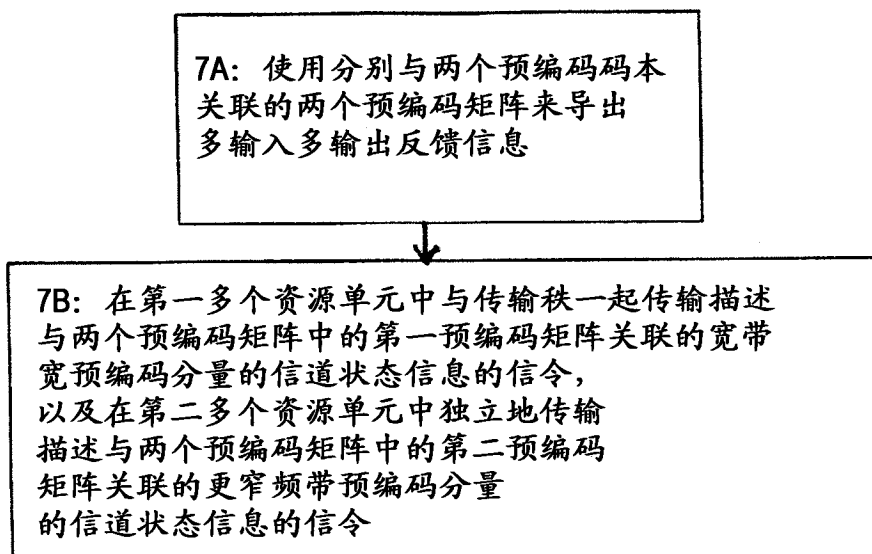 7A: 使用分别与两个预编码码本
关联的两个预编码矩阵来导出
多输入多输出反馈信息
7B: 在第一多个资源单元中与传输秩一起传输描述
与两个预编码矩阵中的第一预编码矩阵关联的宽带
宽预编码分量的信道状态信息的信令,
以及在第二多个资源单元中独立地传输
描述与两个预编码矩阵中的第二预编码
矩阵关联的更窄频带预编码分量
的信道状态信息的信令